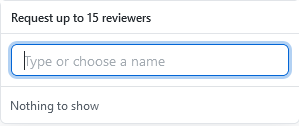 Request up to 15 reviewers
Type or choose a name
Nothing to show